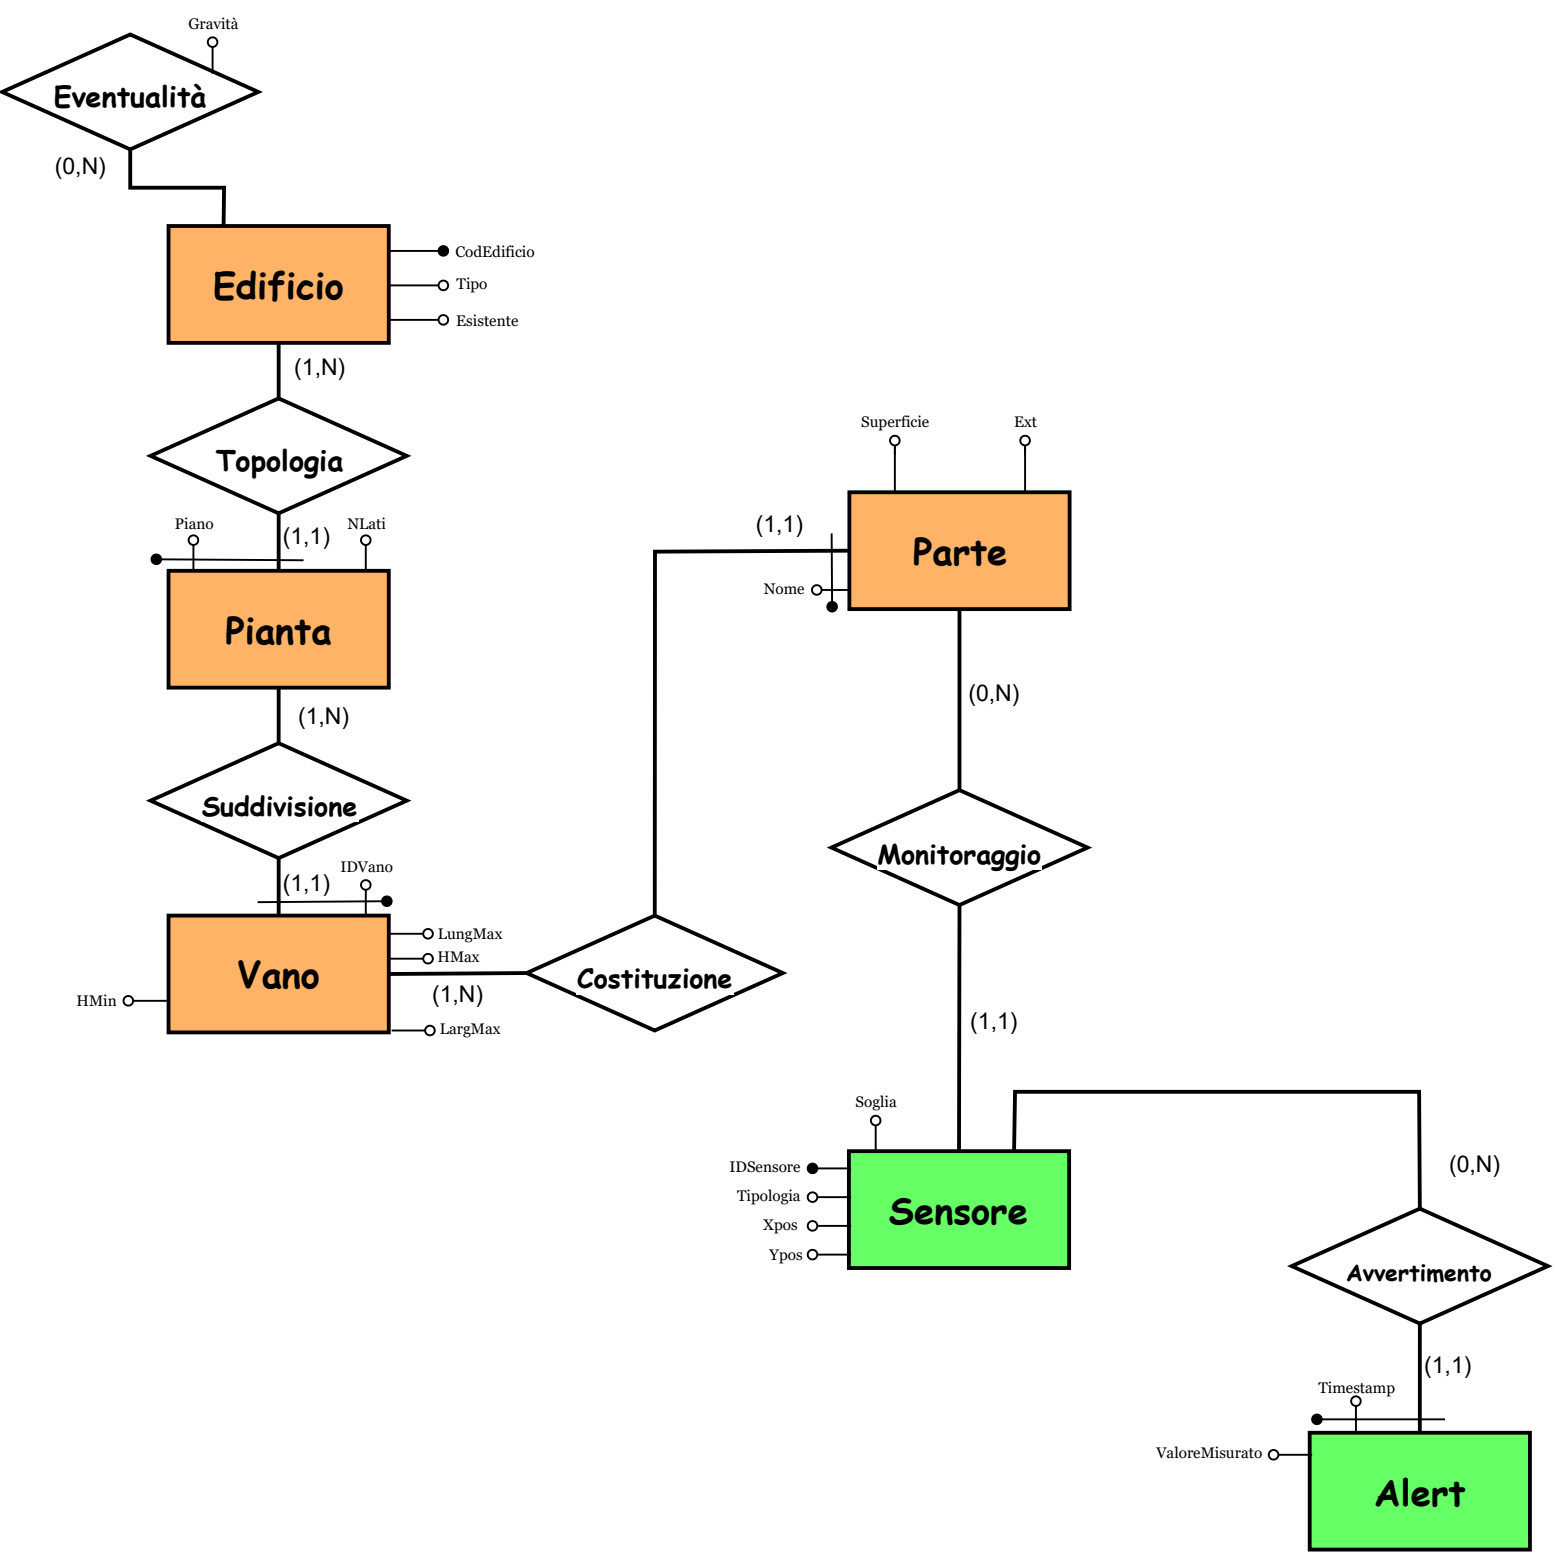 Gravità
Eventualità
(0,N)
Edificio
CodEdificio
Tipo
Esistente
(1,N)
Topologia
Piano
(1,1)
NLati
Pianta
(1,N)
Suddivisione
IDVano
(1,1)
Vano
LungMax
HMax
HMin
(1,N)
LargMax
Costituzione
Superficie
Ext
(1,1)
Parte
Nome
(0,N)
Monitoraggio
(1,1)
Soglia
IDSensore
Tipologia
Xpos
Ypos
Sensore
(0,N)
Avvertimento
(1,1)
Timestamp
ValoreMisurato
Alert